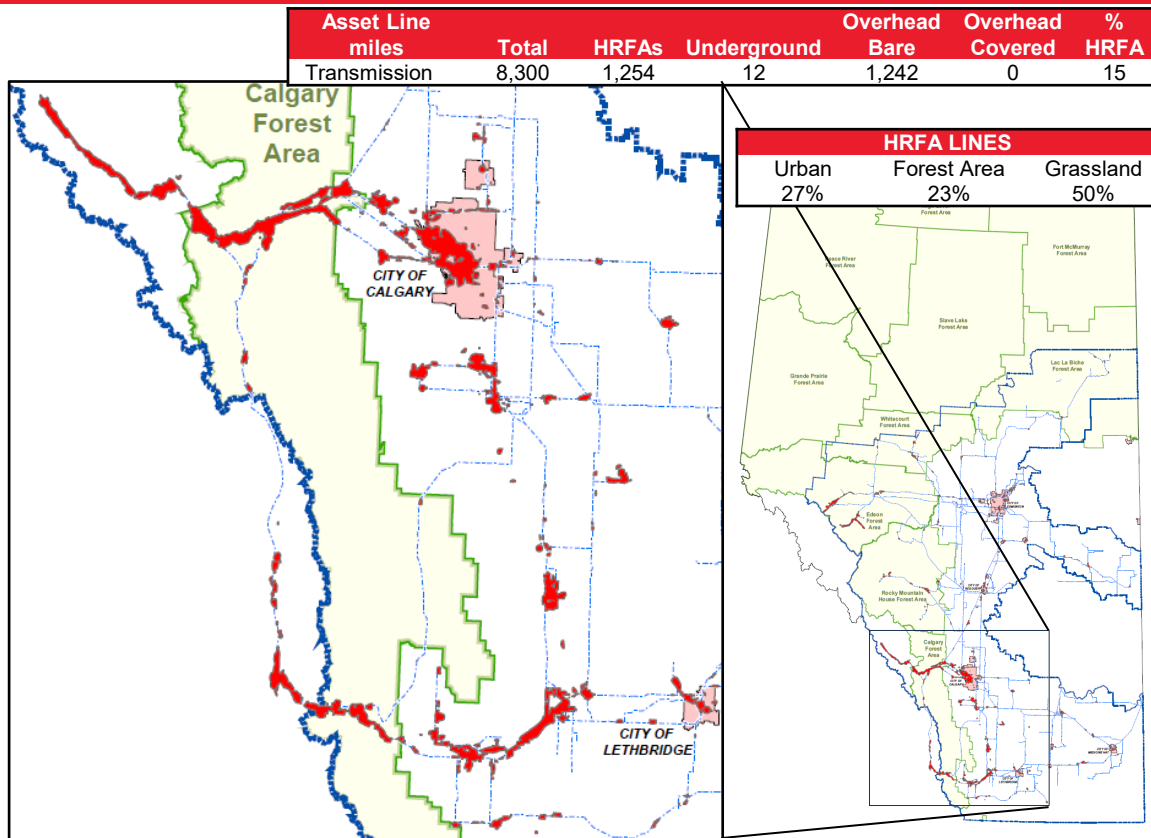 Asset Line miles Total HRFAs Underground Overhead Bare Overhead Covered % HRFA
Transmission 8,300 1,254 12 1,242 0 15
HRFA LINES
Urban Forest Area Grassland
27% 23% 50%
Calgary
Forest
Area
CITY OF
CALGARY
CITY OF
LETHBRIDGE
Forest Area
Fort McMurray
Forest Area
River
Forest Area
Slave Lake
Forest Area
Lac La Biche
Forest Area
Grande Prairie
Forest Area
Whitecourt
Forest Area
Edson
Forest
Area
Rocky Mountain
House Forest Area
Calgary
Forest
Area